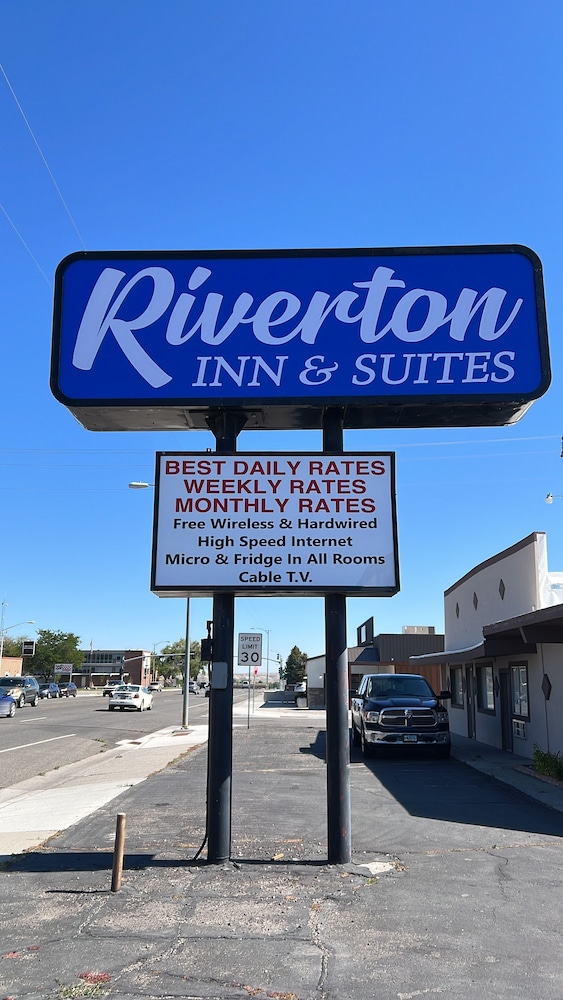 Riverton
INN & SUITES
BEST DAILY RATES
WEEKLY RATES
MONTHLY RATES
Free Wireless & Hardwired
High Speed Internet
Micro & Fridge In All Rooms
Cable T.V.
SPEED
LIMIT
30